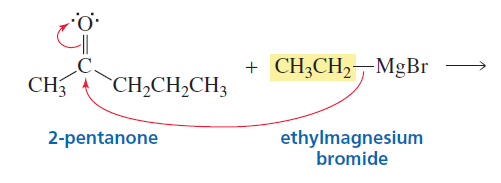 :O:
C
CH₃ CH₂CH₂CH₃ + CH₃CH₂—MgBr ⟶
2-pentanone ethylmagnesium
bromide